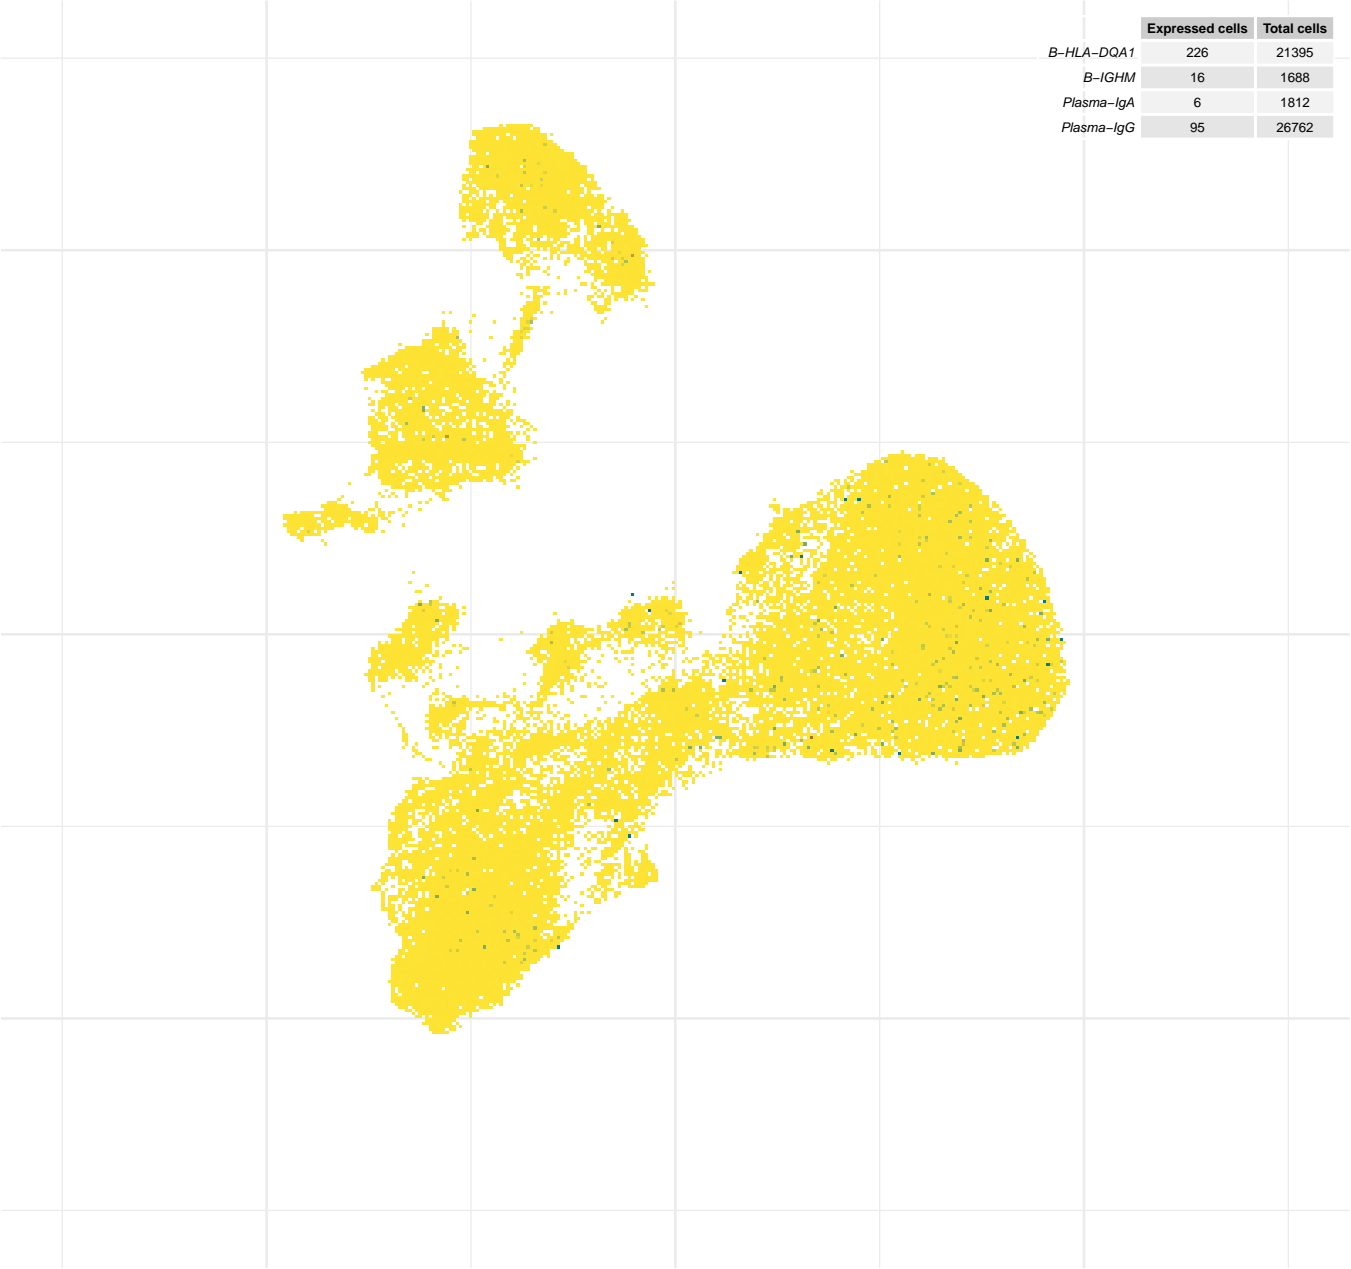 Expressed cells Total cells
B−HLA−DQA1 226 21395
B−IGHM 16 1688
Plasma−IgA 6 1812
Plasma−IgG 95 26762